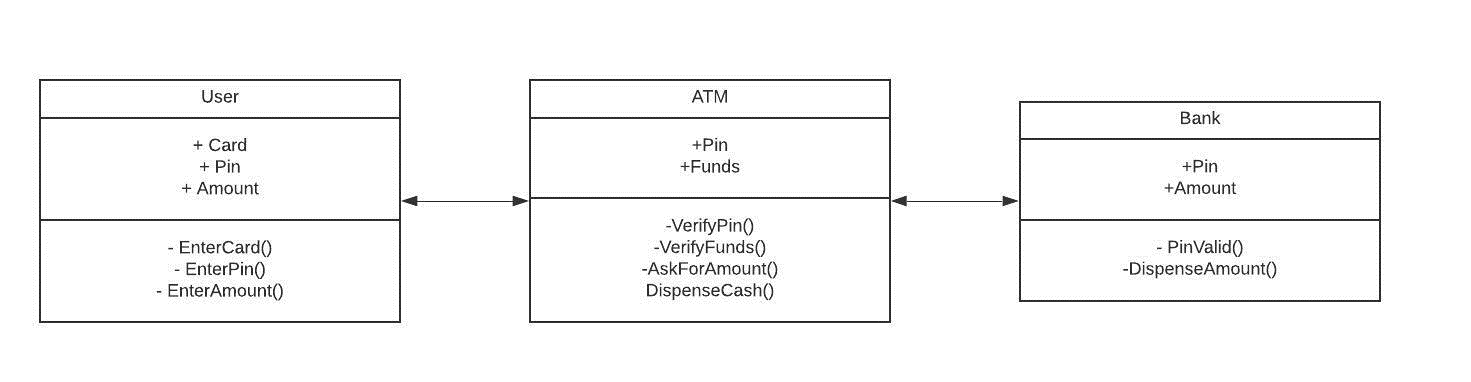 User
+ Card
+ Pin
+ Amount
- EnterCard()
- EnterPin()
- EnterAmount()
ATM
+Pin
+Funds
-VerifyPin()
-VerifyFunds()
-AskForAmount()
DispenseCash()
Bank
+Pin
+Amount
- PinValid()
-DispenseAmount()